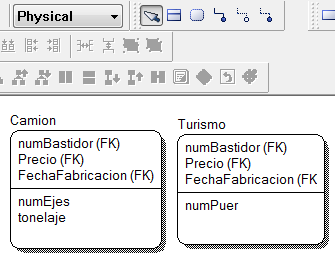 Physical
Camion
numBastidor (FK)
Precio (FK)
FechaFabricacion (FK)
numEjes
tonelaje
Turismo
numBastidor (FK)
Precio (FK)
FechaFabricacion (FK
numPuer